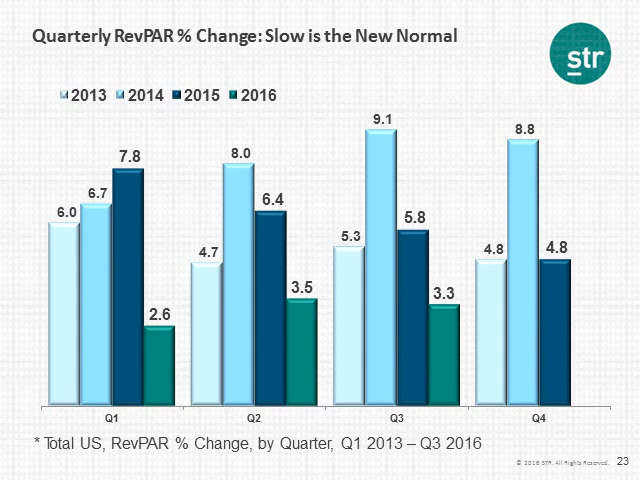 Quarterly RevPAR % Change: Slow is the New Normal
str
2013 2014 2015 2016
6.0 6.7 7.8 2.6
4.7 8.0 6.4 3.5
5.3 9.1 5.8 3.3
4.8 8.8 4.8
Q1 Q2 Q3 Q4
* Total US, RevPAR % Change, by Quarter, Q1 2013 – Q3 2016
© 2016 STR. All Rights Reserved. 23